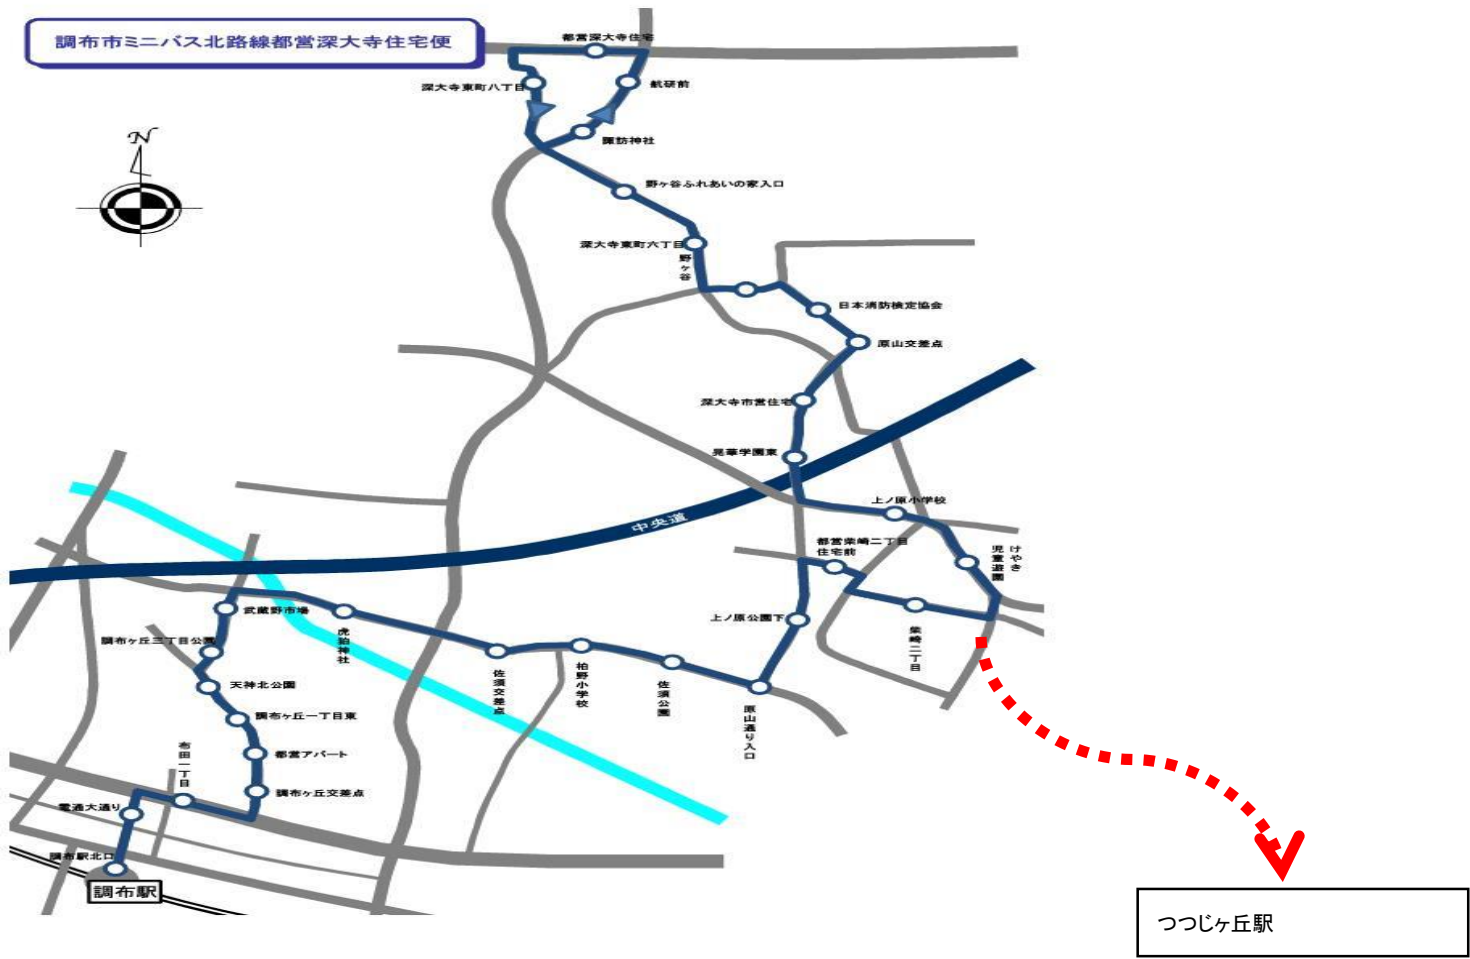 調布市ミニバス北路線都営深大寺住宅便
都営深大寺住宅
深大寺東町八丁目
航研前
諏訪神社
N
野ヶ谷ふれあいの家入口
深大寺東町六丁目
野ヶ谷
日本消防検定協会
原山交差点
深大寺市営住宅
晃華学園東
上ノ原小学校
中央道
都営柴崎二丁目
住宅前
けやき
児童遊園
武蔵野市場
虎狛神社
上ノ原公園下
柴崎二丁目
調布ヶ丘三丁目公園
天神北公園
佐須交差点
柏野小学校
佐須公園
原山通り入口
調布ヶ丘一丁目東
布田一丁目
都営アパート
調布ヶ丘交差点
電通大通り
調布駅北口
調布駅
つつじヶ丘駅